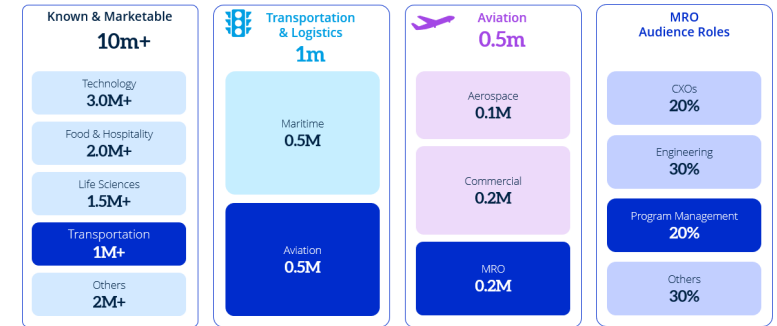 Known & Marketable
10m+
Technology
3.0M+
Food & Hospitality
2.0M+
Life Sciences
1.5M+
Transportation
1M+
Others
2M+
Transportation
& Logistics
1m
Maritime
0.5M
Aviation
0.5M
Aviation
0.5m
Aerospace
0.1M
Commercial
0.2M
MRO
0.2M
MRO
Audience Roles
CXOs
20%
Engineering
30%
Program Management
20%
Others
30%